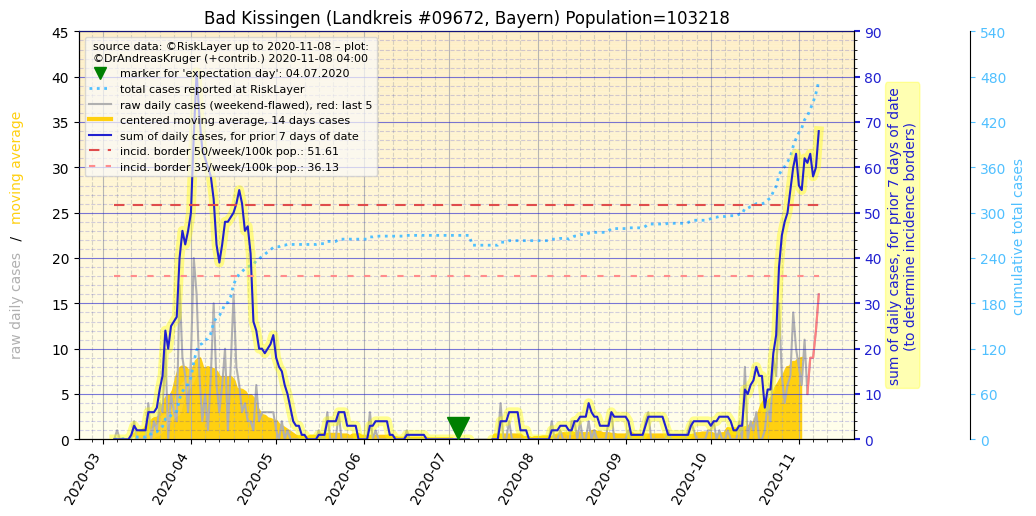 Bad Kissingen (Landkreis #09672, Bayern) Population=103218
source data: ©RiskLayer up to 2020-11-08 – plot:
©DrAndreasKruger (+contrib.) 2020-11-08 04:00
marker for 'expectation day': 04.07.2020
total cases reported at RiskLayer
raw daily cases (weekend-flawed), red: last 5
centered moving average, 14 days cases
sum of daily cases, for prior 7 days of date
incid. border 50/week/100k pop.: 51.61
incid. border 35/week/100k pop.: 36.13
raw daily cases / moving average
45
40
35
30
25
20
15
10
5
0
90
80
70
60
50
40
30
20
10
0
sum of daily cases, for prior 7 days of date
(to determine incidence borders)
540
480
420
360
300
240
180
120
60
0
cumulative total cases
2020-03
2020-04
2020-05
2020-06
2020-07
2020-08
2020-09
2020-10
2020-11